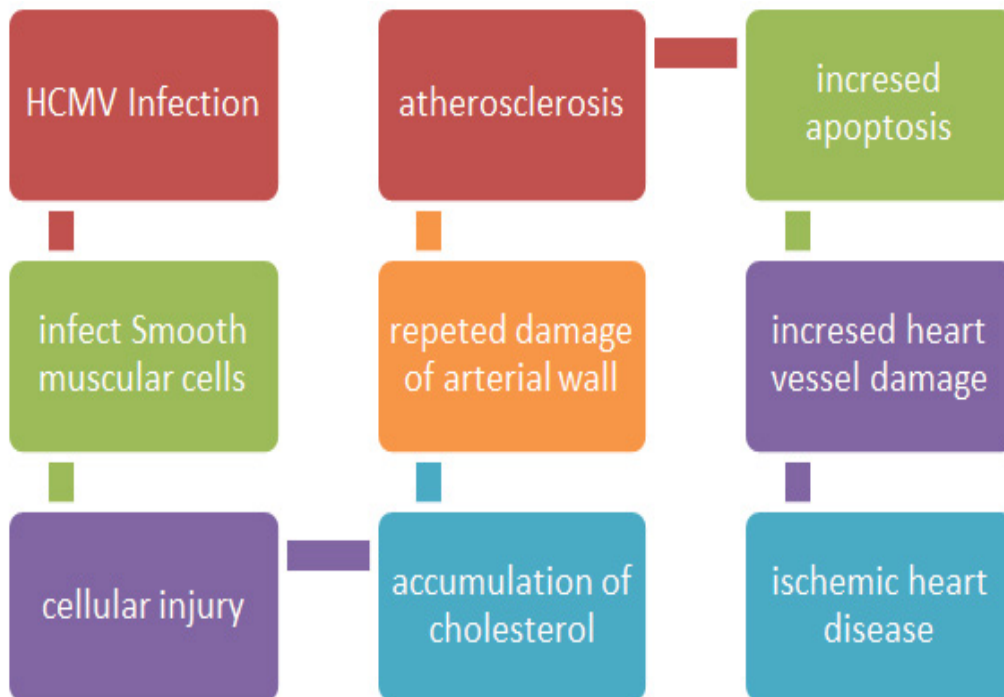 HCMV Infection
infect Smooth
muscular cells
cellular injury
accumulation of
cholesterol
repeted damage
of arterial wall
atherosclerosis
incresed
apoptosis
incresed heart
vessel damage
ischemic heart
disease